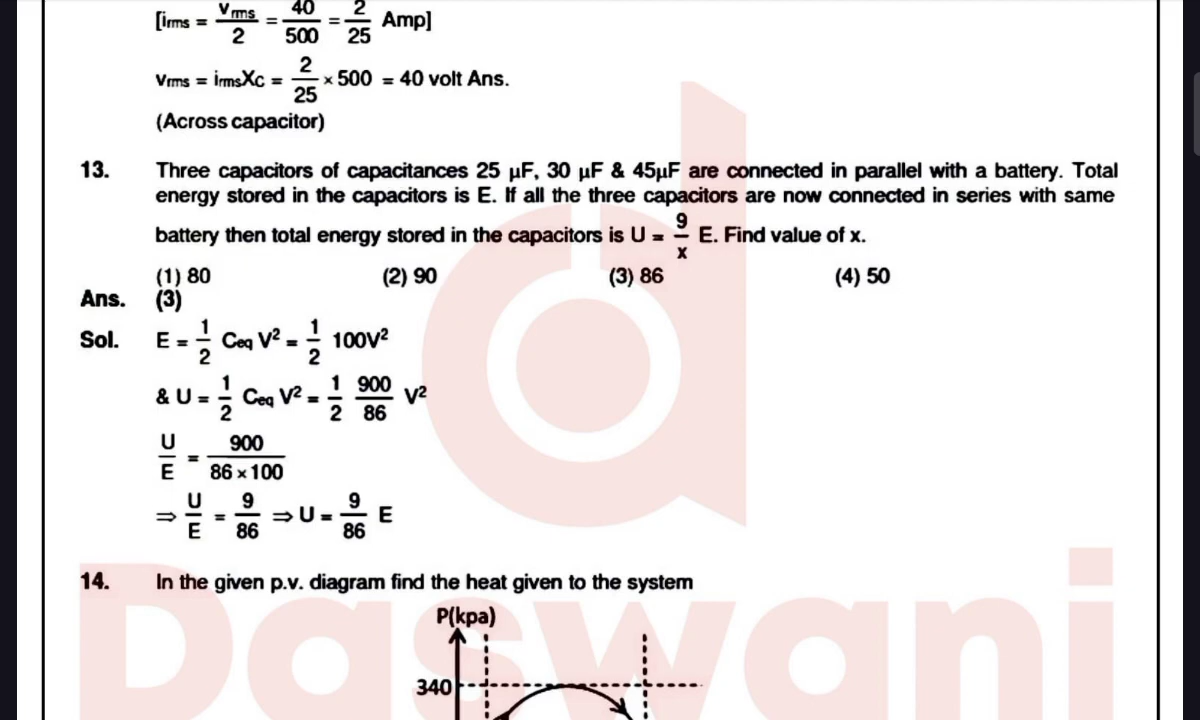 [irms = Vrms/2 = 40/500 = 2/25 Amp]
Vrms = irmsXC = 2/25 × 500 = 40 volt Ans.
(Across capacitor)
13. Three capacitors of capacitances 25 μF, 30 μF & 45μF are connected in parallel with a battery. Total
energy stored in the capacitors is E. If all the three capacitors are now connected in series with same
battery then total energy stored in the capacitors is U = 9/x E. Find value of x.
(1) 80 (2) 90 (3) 86 (4) 50
Ans. (3)
Sol. E = 1/2 Ceq V² = 1/2 100V²
& U = 1/2 Ceq V² = 1/2 900/86 V²
U/E = 900/86 × 100
⇒ U/E = 9/86 ⇒ U = 9/86 E
14. In the given p.v. diagram find the heat given to the system
P(kpa)
340
Daswani